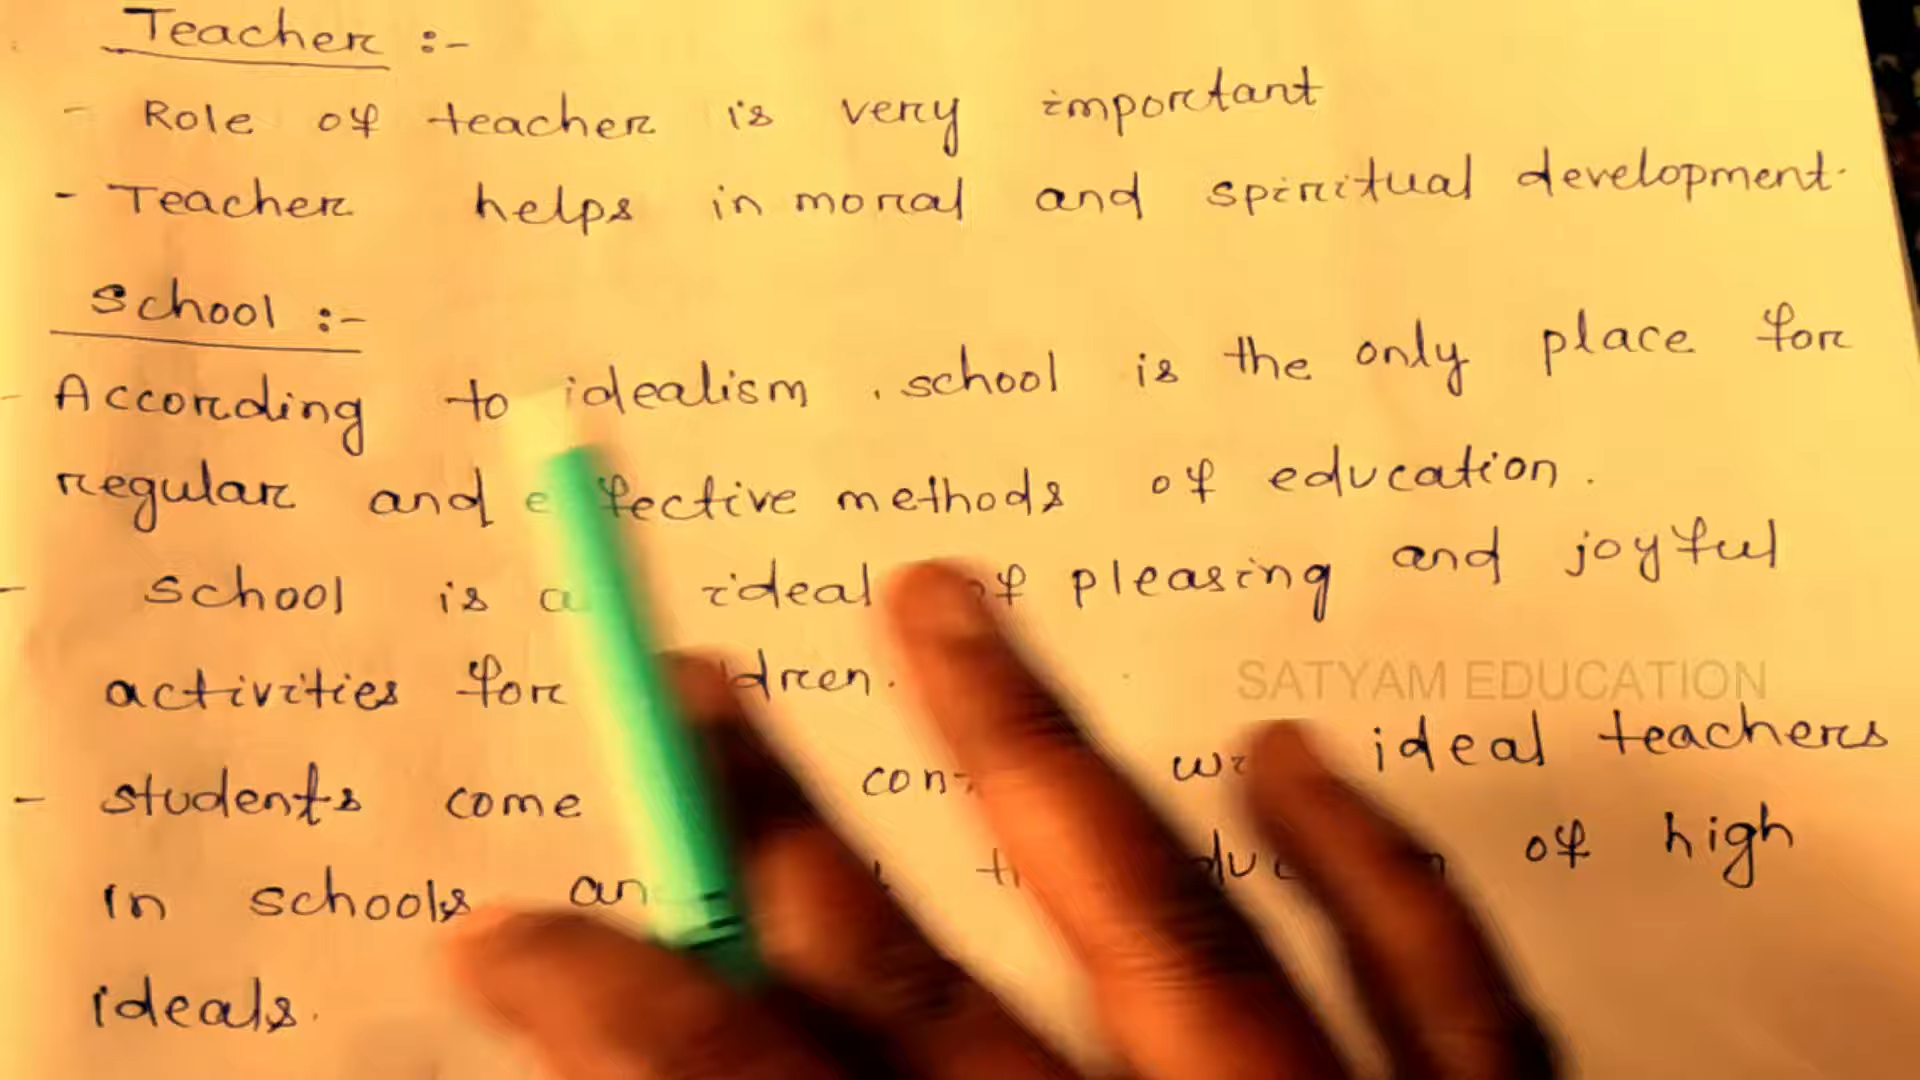 Teacher :-
- Role of teacher is very important
- Teacher helps in moral and spiritual development.
School :-
- According to idealism, school is the only place for
regular and effective methods of education.
- School is ideal of pleasing and joyful
activities for
SATYAM EDUCATION
- students come ideal teachers
in schools of high
ideals.